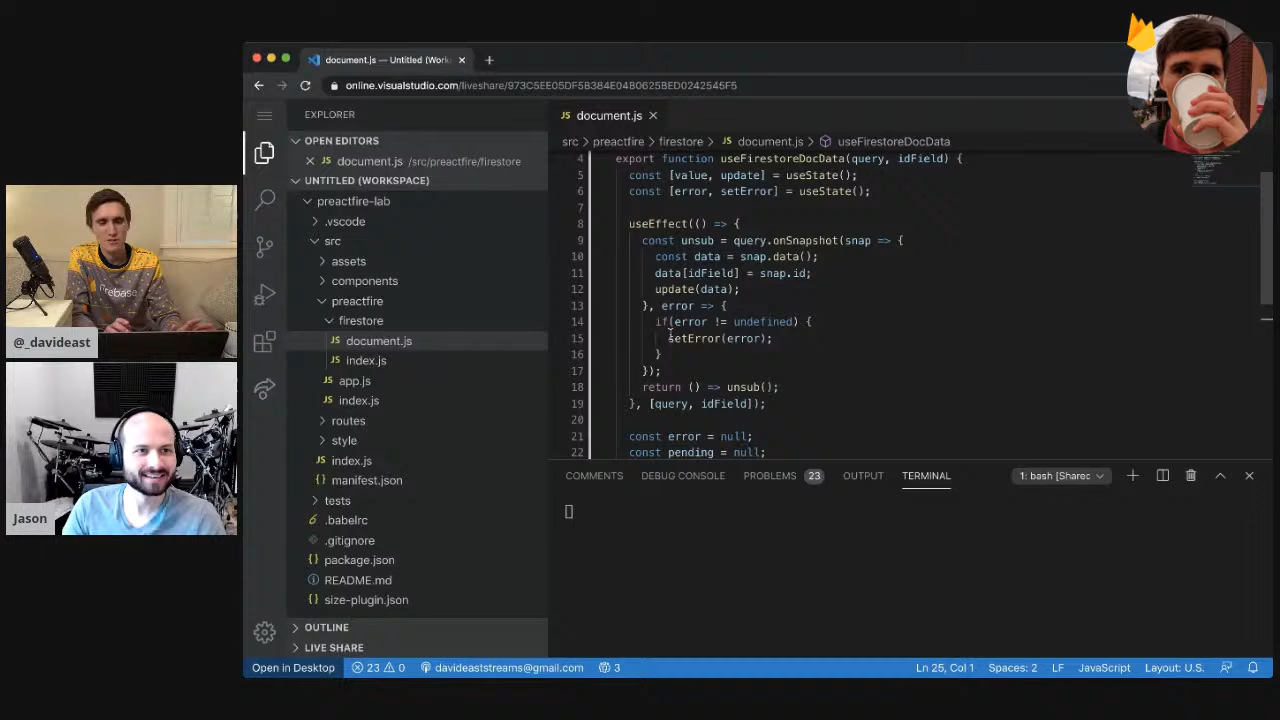 document.js — Untitled (Work
online.visualstudio.com/liveshare/973C5EE05DF5B384E04B0625BED0242545F5
EXPLORER
OPEN EDITORS
document.js /src/preactfire/firestore
UNTITLED (WORKSPACE)
preactfire-lab
.vscode
src
assets
components
preactfire
firestore
JS document.js
JS index.js
JS app.js
JS index.js
routes
style
JS index.js
{} manifest.json
tests
.babelrc
.gitignore
{} package.json
README.md
{} size-plugin.json
OUTLINE
LIVE SHARE
JS document.js
src > preactfire > firestore > JS document.js > useFirestoreDocData
4 export function useFirestoreDocData(query, idField) {
5 const [value, update] = useState();
6 const [error, setError] = useState();
7
8 useEffect(() => {
9 const unsub = query.onSnapshot(snap => {
10 const data = snap.data();
11 data[idField] = snap.id;
12 update(data);
13 }, error => {
14 if(error != undefined) {
15 setError(error);
16 }
17 });
18 return () => unsub();
19 }, [query, idField]);
20
21 const error = null;
22 const pending = null;
COMMENTS DEBUG CONSOLE PROBLEMS 23 OUTPUT TERMINAL 1: bash [Sharec
Open in Desktop 23 0 davideaststreams@gmail.com 3 Ln 25, Col 1 Spaces: 2 LF JavaScript Layout: U.S.
@_davideast
Jason